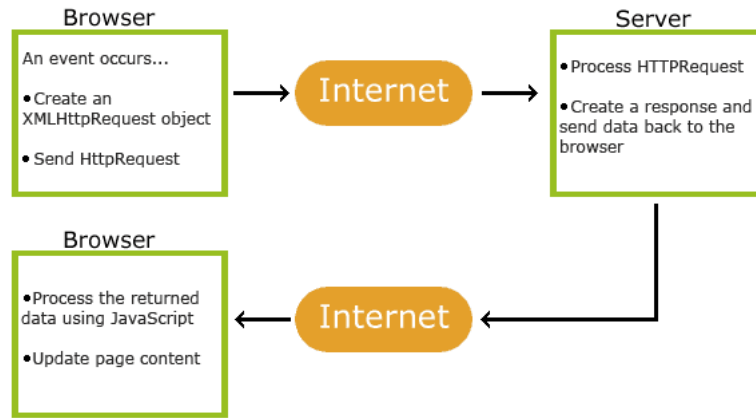 Browser
An event occurs...
●Create an
XMLHttpRequest object
● Send HttpRequest
Internet
Server
●Process HTTPRequest
●Create a response and
send data back to the
browser
Browser
●Process the returned
data using JavaScript
●Update page content
Internet